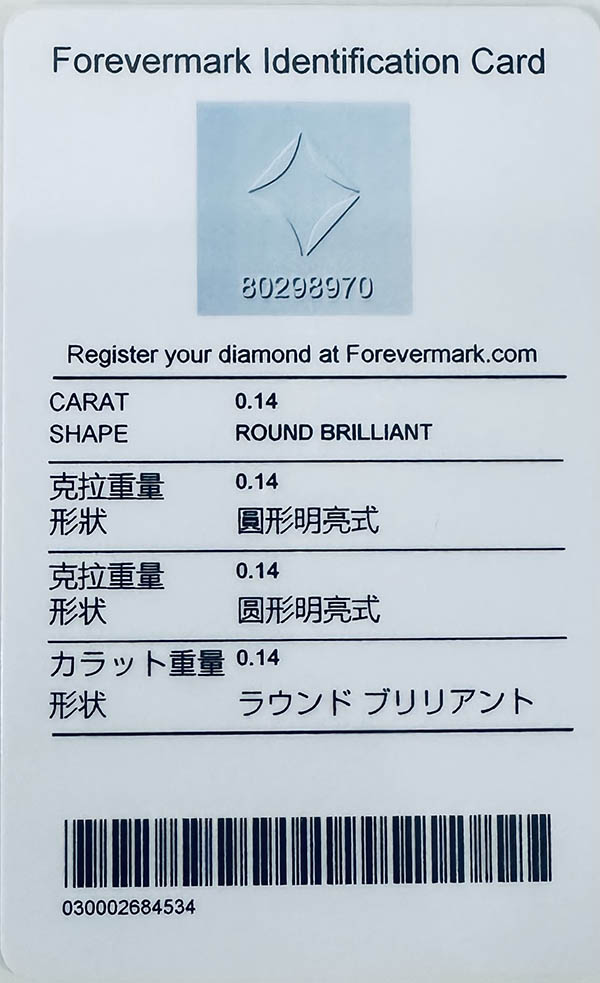 Forevermark Identification Card
80298970
Register your diamond at Forevermark.com
CARAT 0.14
SHAPE ROUND BRILLIANT
克拉重量 0.14
形狀 圓形明亮式
克拉重量 0.14
形状 圆形明亮式
カラット重量 0.14
形状 ラウンド ブリリアント
030002684534